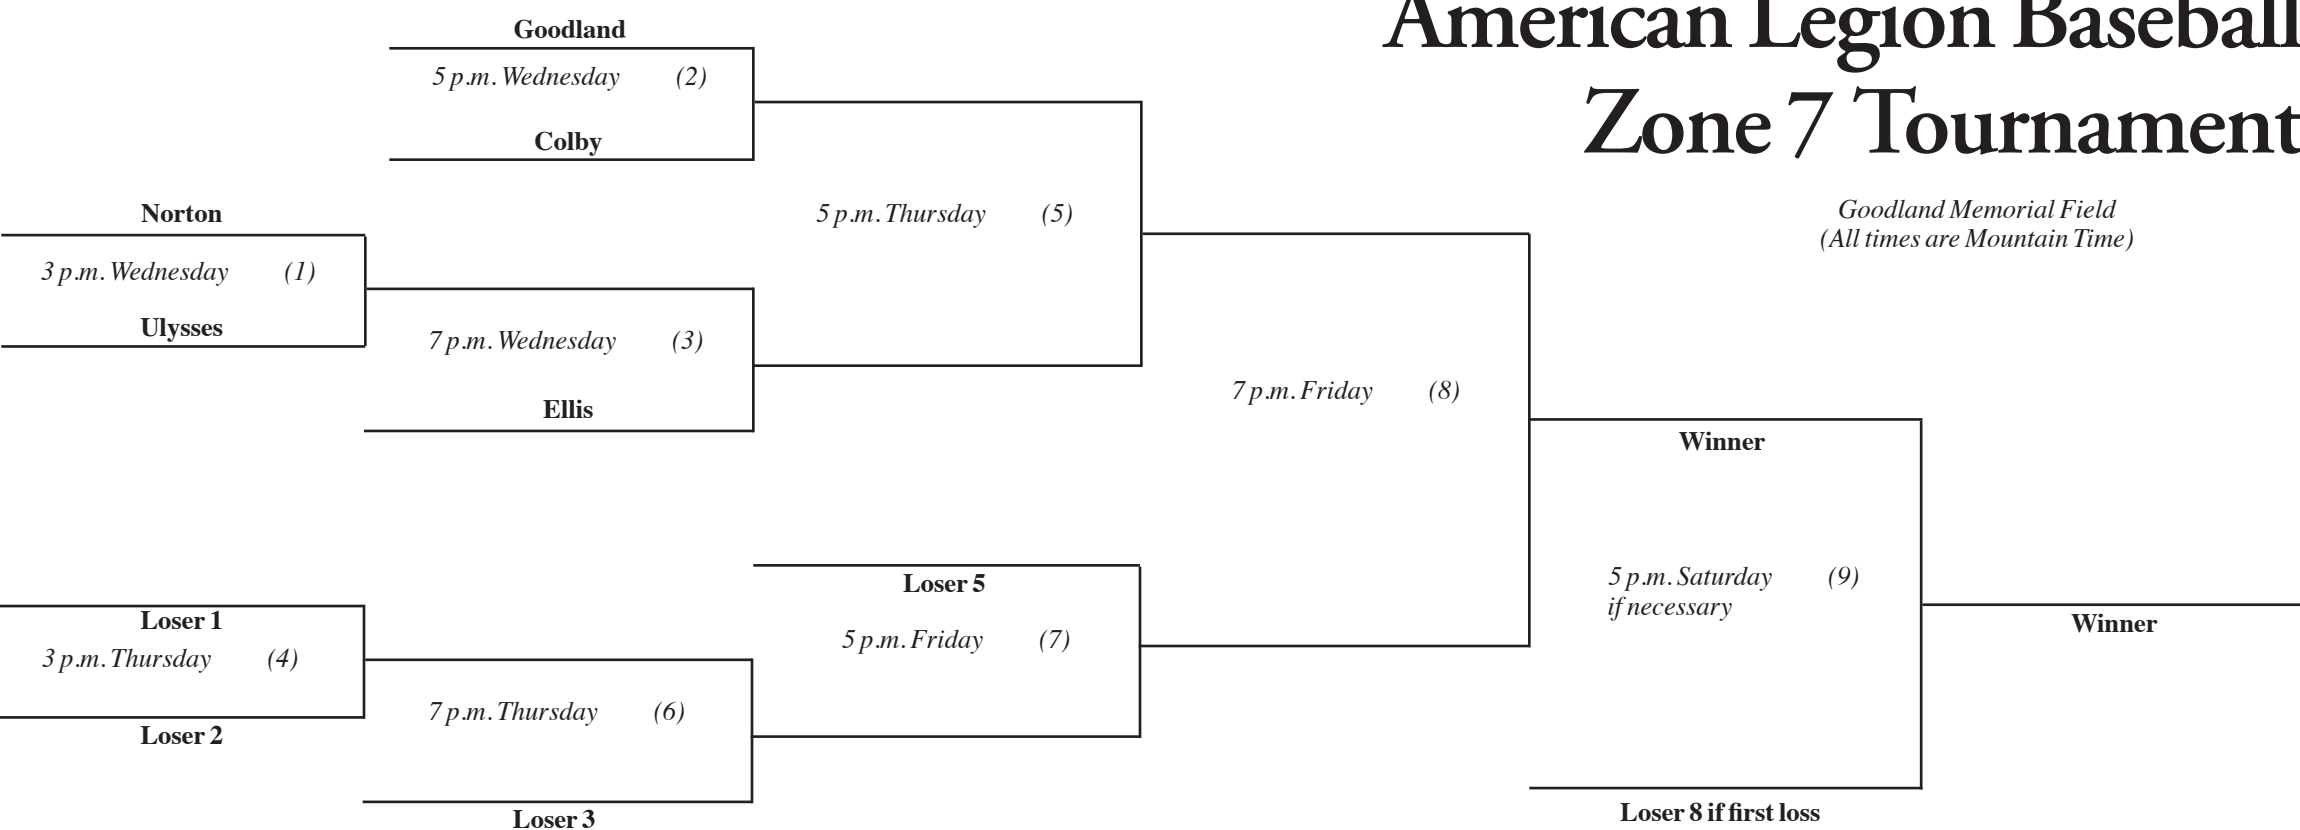 American Legion Baseball
Zone 7 Tournament
Goodland Memorial Field
(All times are Mountain Time)
Goodland
5 p.m. Wednesday (2)
Colby
Norton
3 p.m. Wednesday (1)
Ulysses
7 p.m. Wednesday (3)
Ellis
5 p.m. Thursday (5)
7 p.m. Friday (8)
Winner
Loser 5
5 p.m. Friday (7)
Loser 1
3 p.m. Thursday (4)
Loser 2
7 p.m. Thursday (6)
Loser 3
5 p.m. Saturday (9)
if necessary
Winner
Loser 8 if first loss